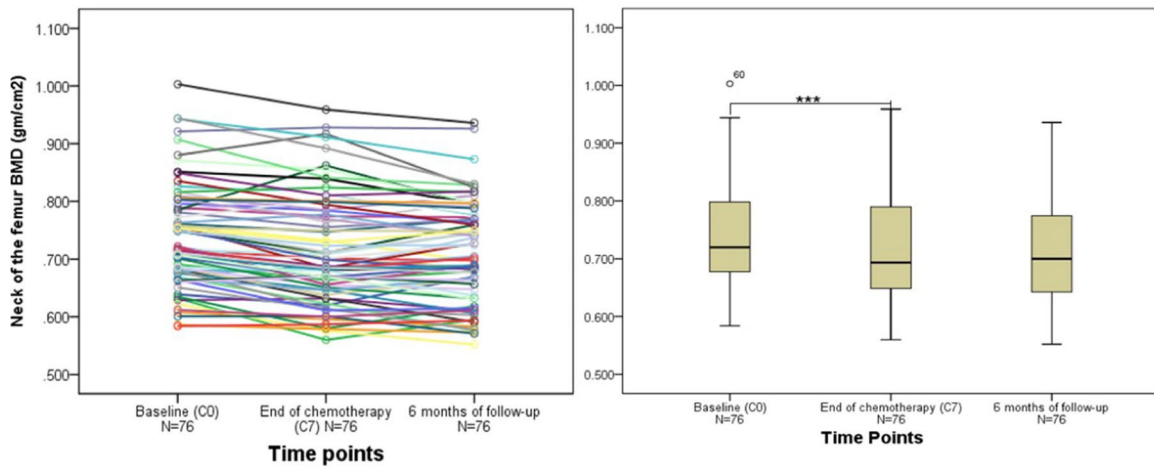 Neck of the femur BMD (gm/cm2)
1.100
1.000
.900
.800
.700
.600
.500
Baseline (C0)
N=76
End of chemotherapy
(C7) N=76
6 months of follow-up
N=76
Time points
1.100
1.000
0.900
0.800
0.700
0.600
0.500
60
***
Baseline (C0)
N=76
End of chemotherapy (C7)
N=76
6 months of follow-up
N=76
Time Points